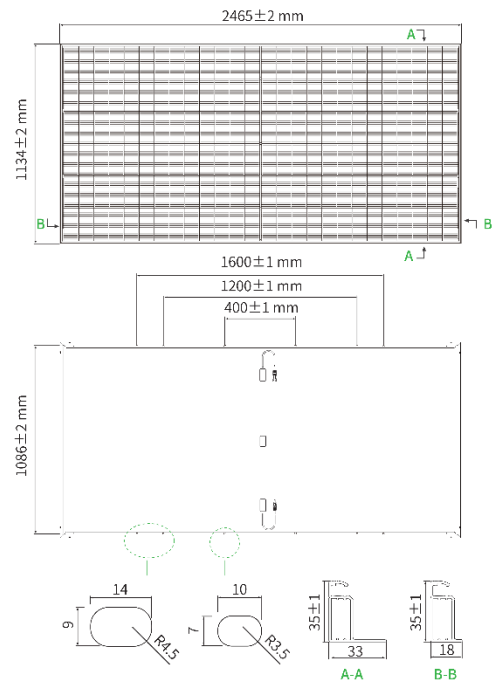 2465±2 mm
A
1134±2 mm
B
B
A
1600±1 mm
1200±1 mm
400±1 mm
1086±2 mm
14
9
R4.5
10
7
R3.5
35±1
33
A-A
35±1
18
B-B